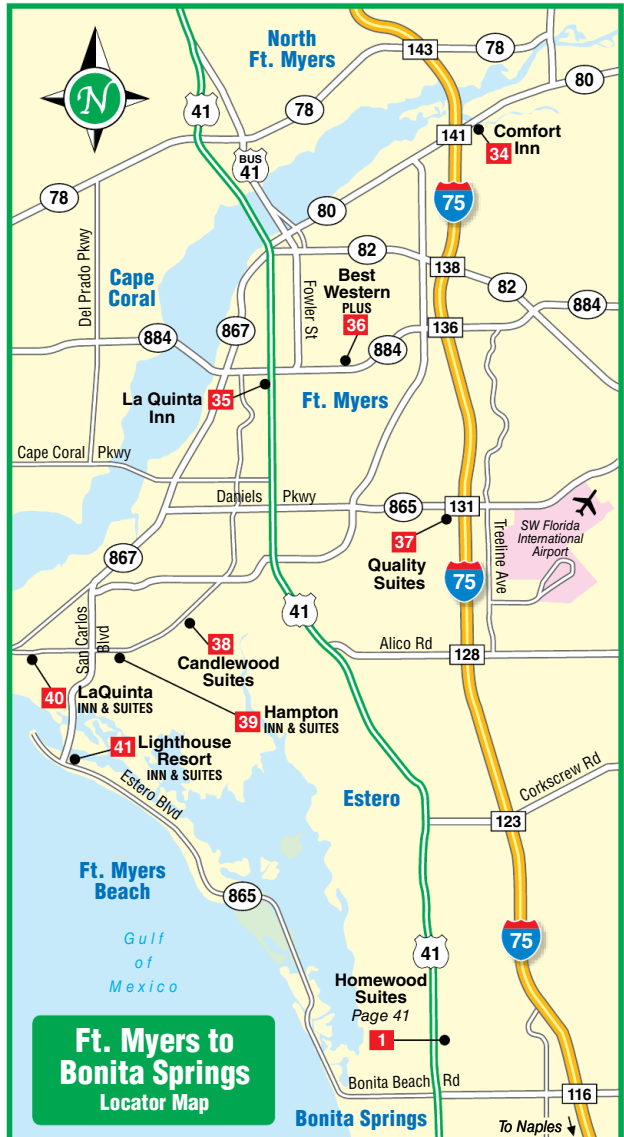 North
Ft. Myers
143
78
80
41
78
BUS
41
141
Comfort
Inn
34
N
78
75
80
Del Prado Pkwy
82
138
Cape
Coral
Fowler St
Best
Western
PLUS
36
82
884
884
867
136
884
La Quinta
Inn
35
Ft. Myers
Cape Coral Pkwy
Daniels Pkwy
865
131
SW Florida
International
Airport
37
Quality
Suites
Treeline Ave
867
75
41
San Carlos
Blvd
38
Candlewood
Suites
Alico Rd
128
40
LaQuinta
INN & SUITES
39
Hampton
INN & SUITES
41
Lighthouse
Resort
INN & SUITES
Estero Blvd
Corkscrew Rd
Estero
123
Ft. Myers
Beach
865
75
Gulf
of
Mexico
41
Homewood
Suites
Page 41
1
Ft. Myers to
Bonita Springs
Locator Map
Bonita Beach Rd
116
Bonita Springs
To Naples